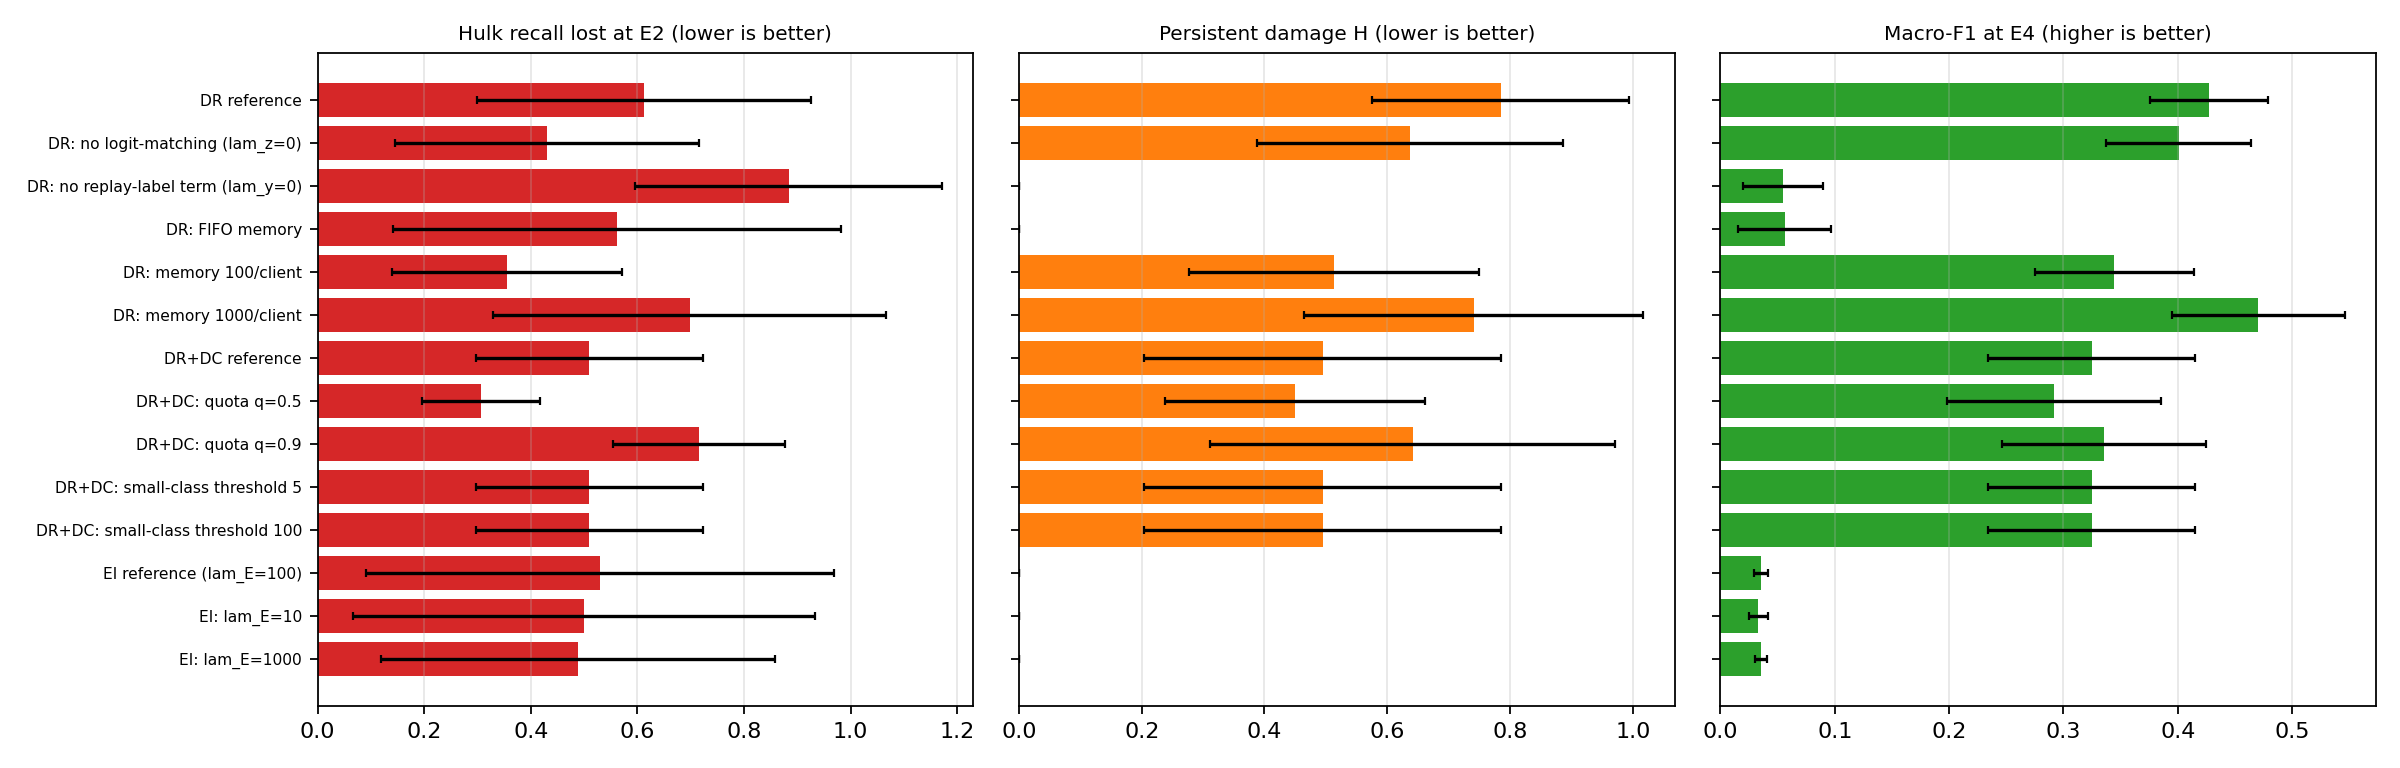 Hulk recall lost at E2 (lower is better)
Persistent damage H (lower is better)
Macro-F1 at E4 (higher is better)
DR reference
DR: no logit-matching (lam_z=0)
DR: no replay-label term (lam_y=0)
DR: FIFO memory
DR: memory 100/client
DR: memory 1000/client
DR+DC reference
DR+DC: quota q=0.5
DR+DC: quota q=0.9
DR+DC: small-class threshold 5
DR+DC: small-class threshold 100
EI reference (lam_E=100)
EI: lam_E=10
EI: lam_E=1000
0.0 0.2 0.4 0.6 0.8 1.0 1.2
0.0 0.2 0.4 0.6 0.8 1.0
0.0 0.1 0.2 0.3 0.4 0.5